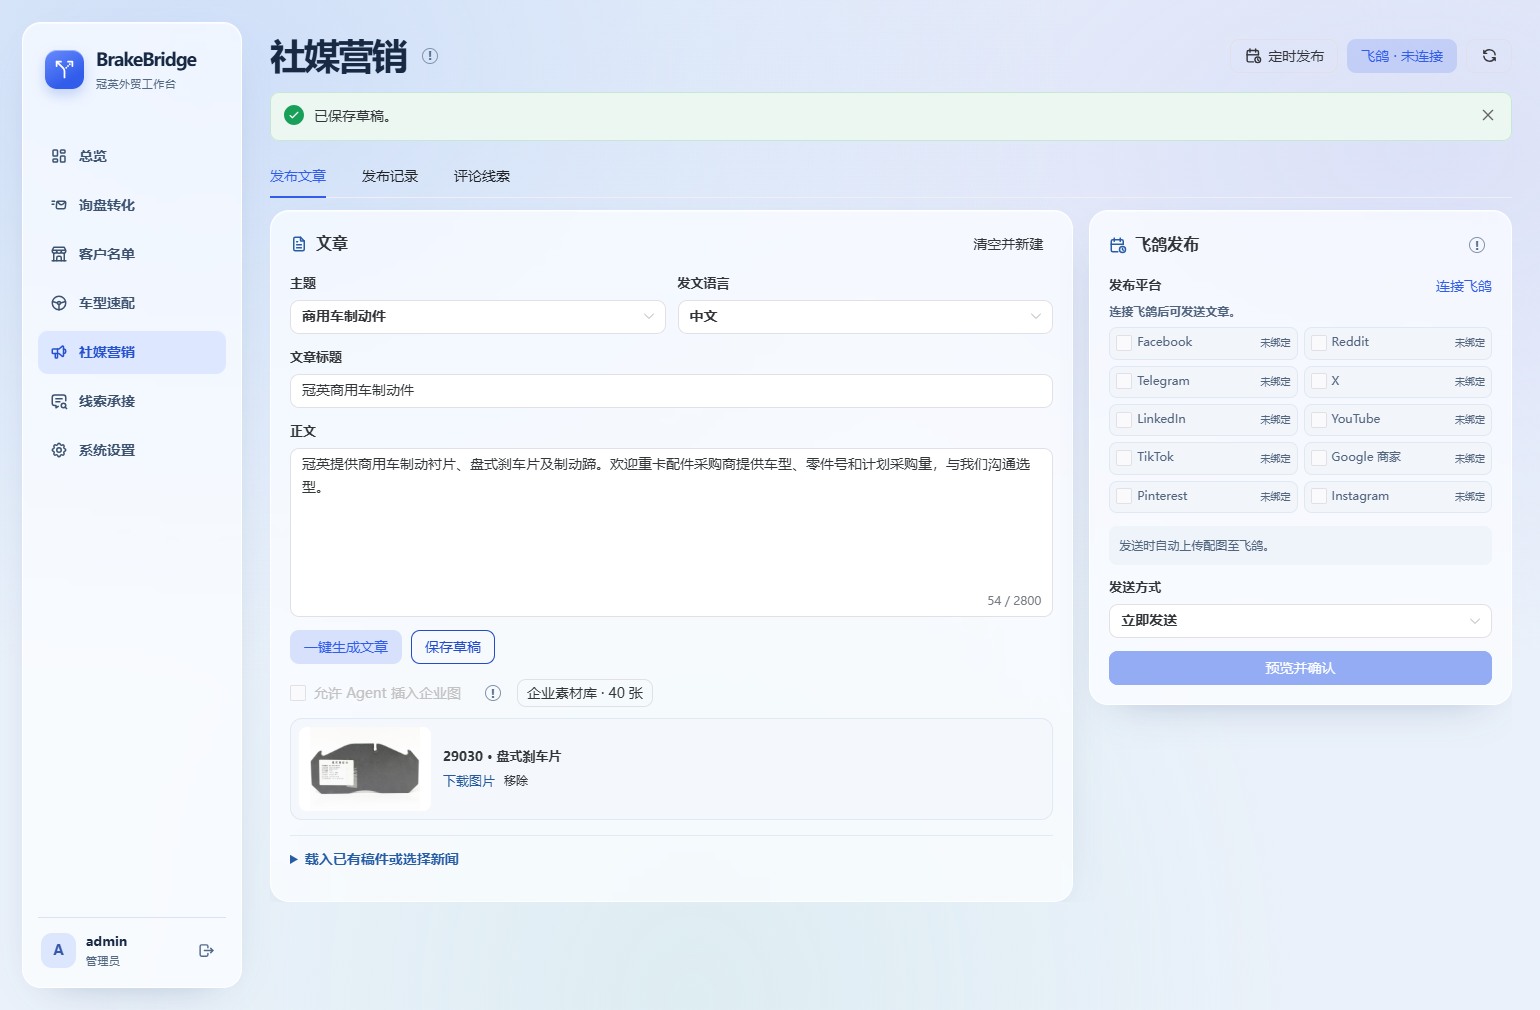 BrakeBridge
冠英外贸工作台
总览
询盘转化
客户名单
车型速配
社媒营销
线索承接
系统设置
A
admin
管理员
社媒营销
定时发布
飞鸽 · 未连接
已保存草稿。
发布文章
发布记录
评论线索
文章
清空并新建
主题
发文语言
商用车制动件
中文
文章标题
冠英商用车制动件
正文
冠英提供商用车制动衬片、盘式刹车片及制动蹄。欢迎重卡配件采购商提供车型、零件号和计划采购量，与我们沟通选
型。
54 / 2800
一键生成文章
保存草稿
允许 Agent 插入企业图
企业素材库 · 40 张
29030 • 盘式刹车片
下载图片 移除
载入已有稿件或选择新闻
飞鸽发布
发布平台
连接飞鸽
连接飞鸽后可发送文章。
Facebook 未绑定
Reddit 未绑定
Telegram 未绑定
X 未绑定
LinkedIn 未绑定
YouTube 未绑定
TikTok 未绑定
Google 商家 未绑定
Pinterest 未绑定
Instagram 未绑定
发送时自动上传配图至飞鸽。
发送方式
立即发送
预览并确认